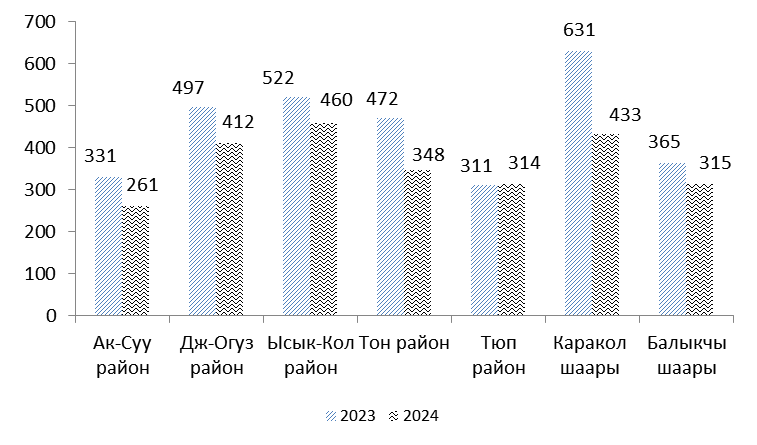 700
600
500
400
300
200
100
0
331
261
497
412
522
460
472
348
311
314
631
433
365
315
Ак-Суу
район
Дж-Огуз
район
Ысык-Кол
район
Тон район
Тюп
район
Каракол
шаары
Балыкчы
шаары
2023
2024